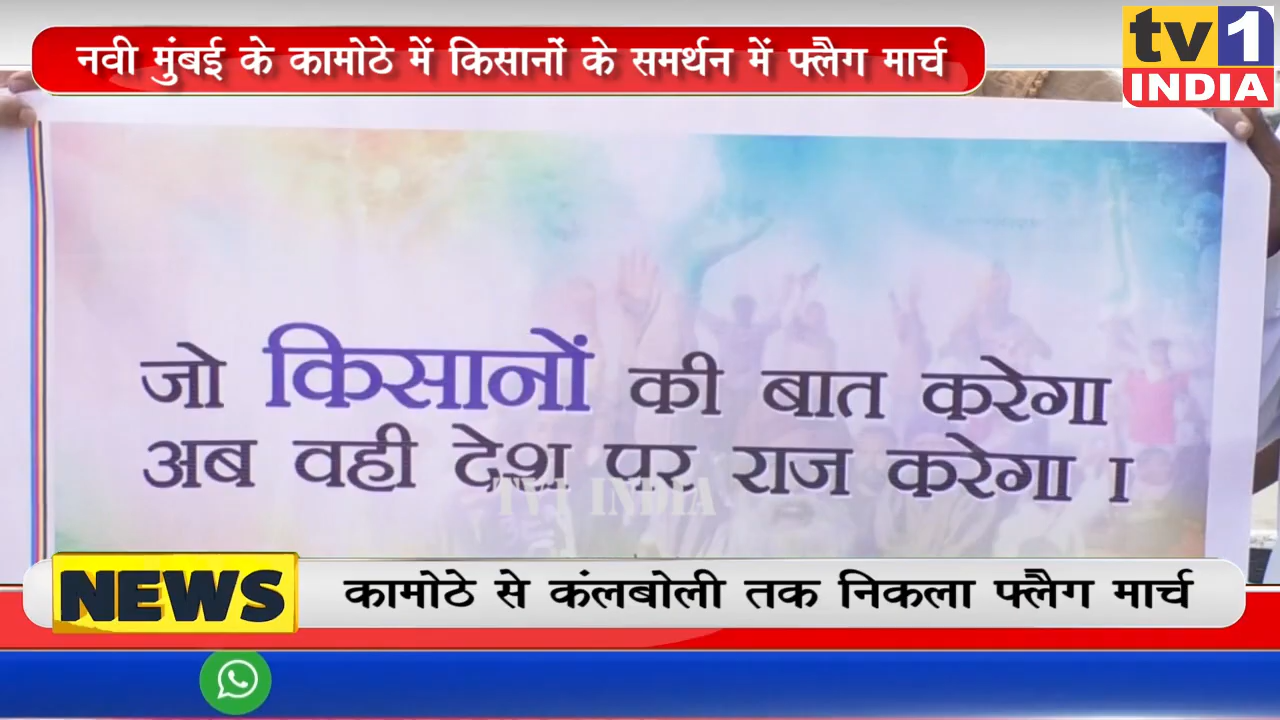 नवी मुंबई के कामोठे में किसानों के समर्थन में फ्लैग मार्च
tv1
INDIA
जो किसानों की बात करेगा
अब वही देश पर राज करेगा ।
TV1 INDIA
NEWS
कामोठे से कंलबोली तक निकला फ्लैग मार्च